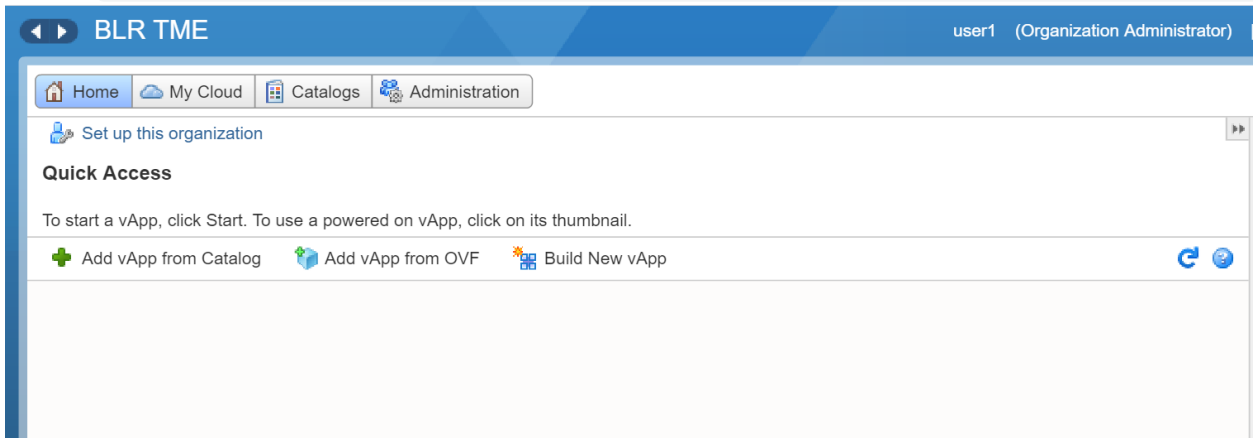 BLR TME user1 (Organization Administrator)
Home My Cloud Catalogs Administration
Set up this organization
Quick Access
To start a vApp, click Start. To use a powered on vApp, click on its thumbnail.
Add vApp from Catalog Add vApp from OVF Build New vApp